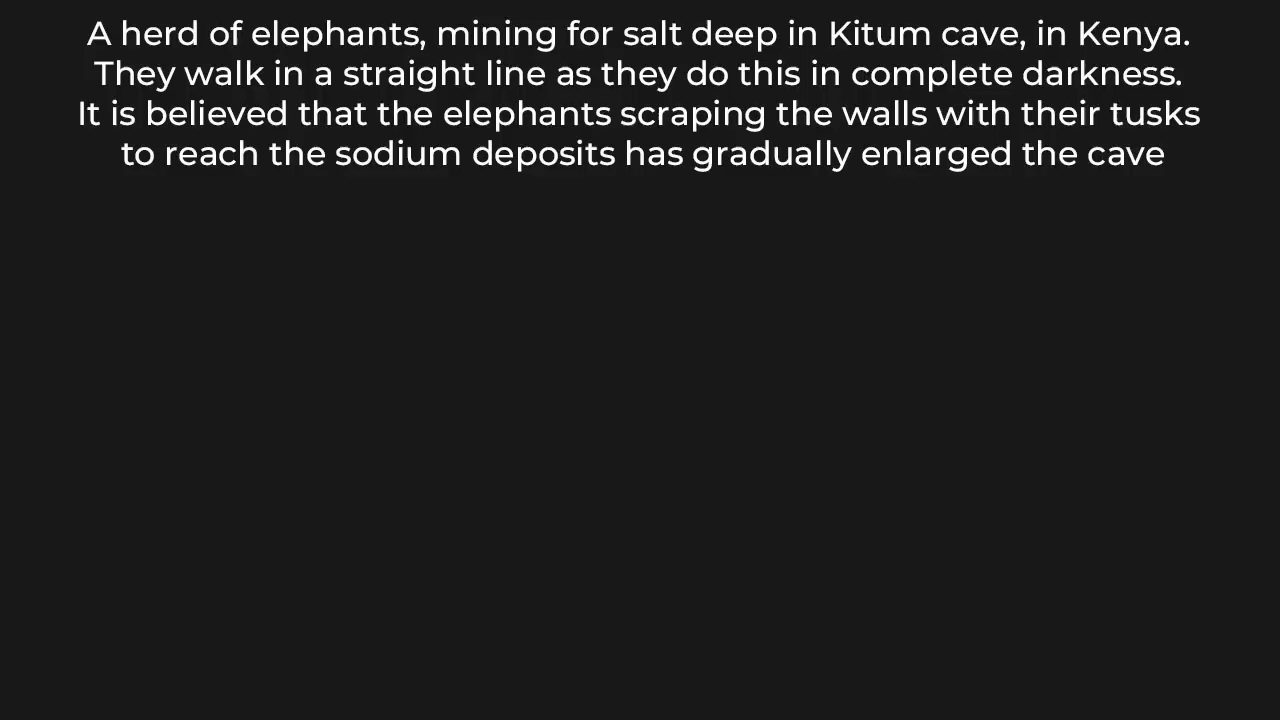 A herd of elephants, mining for salt deep in Kitum cave, in Kenya.
They walk in a straight line as they do this in complete darkness.
It is believed that the elephants scraping the walls with their tusks
to reach the sodium deposits has gradually enlarged the cave